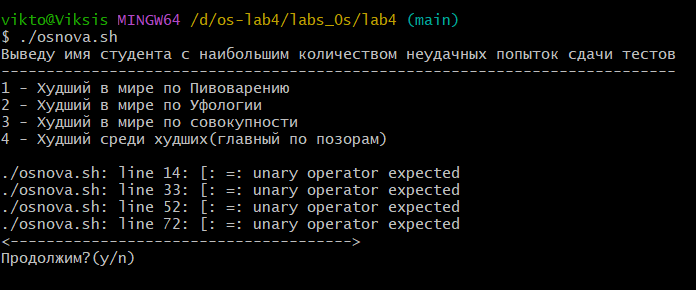 vikto@Viksis MINGW64 /d/os-lab4/labs_Os/lab4 (main)
$ ./osnova.sh
Выведу имя студента с наибольшим количеством неудачных попыток сдачи тестов
---------------------------------------------------------------------------
1 - Худший в мире по Пивоварению
2 - Худший в мире по Уфологии
3 - Худший в мире по совокупности
4 - Худший среди худших(главный по позорам)
./osnova.sh: line 14: [: =: unary operator expected
./osnova.sh: line 33: [: =: unary operator expected
./osnova.sh: line 52: [: =: unary operator expected
./osnova.sh: line 72: [: =: unary operator expected
<-------------------------------------->
Продолжим?(y/n)